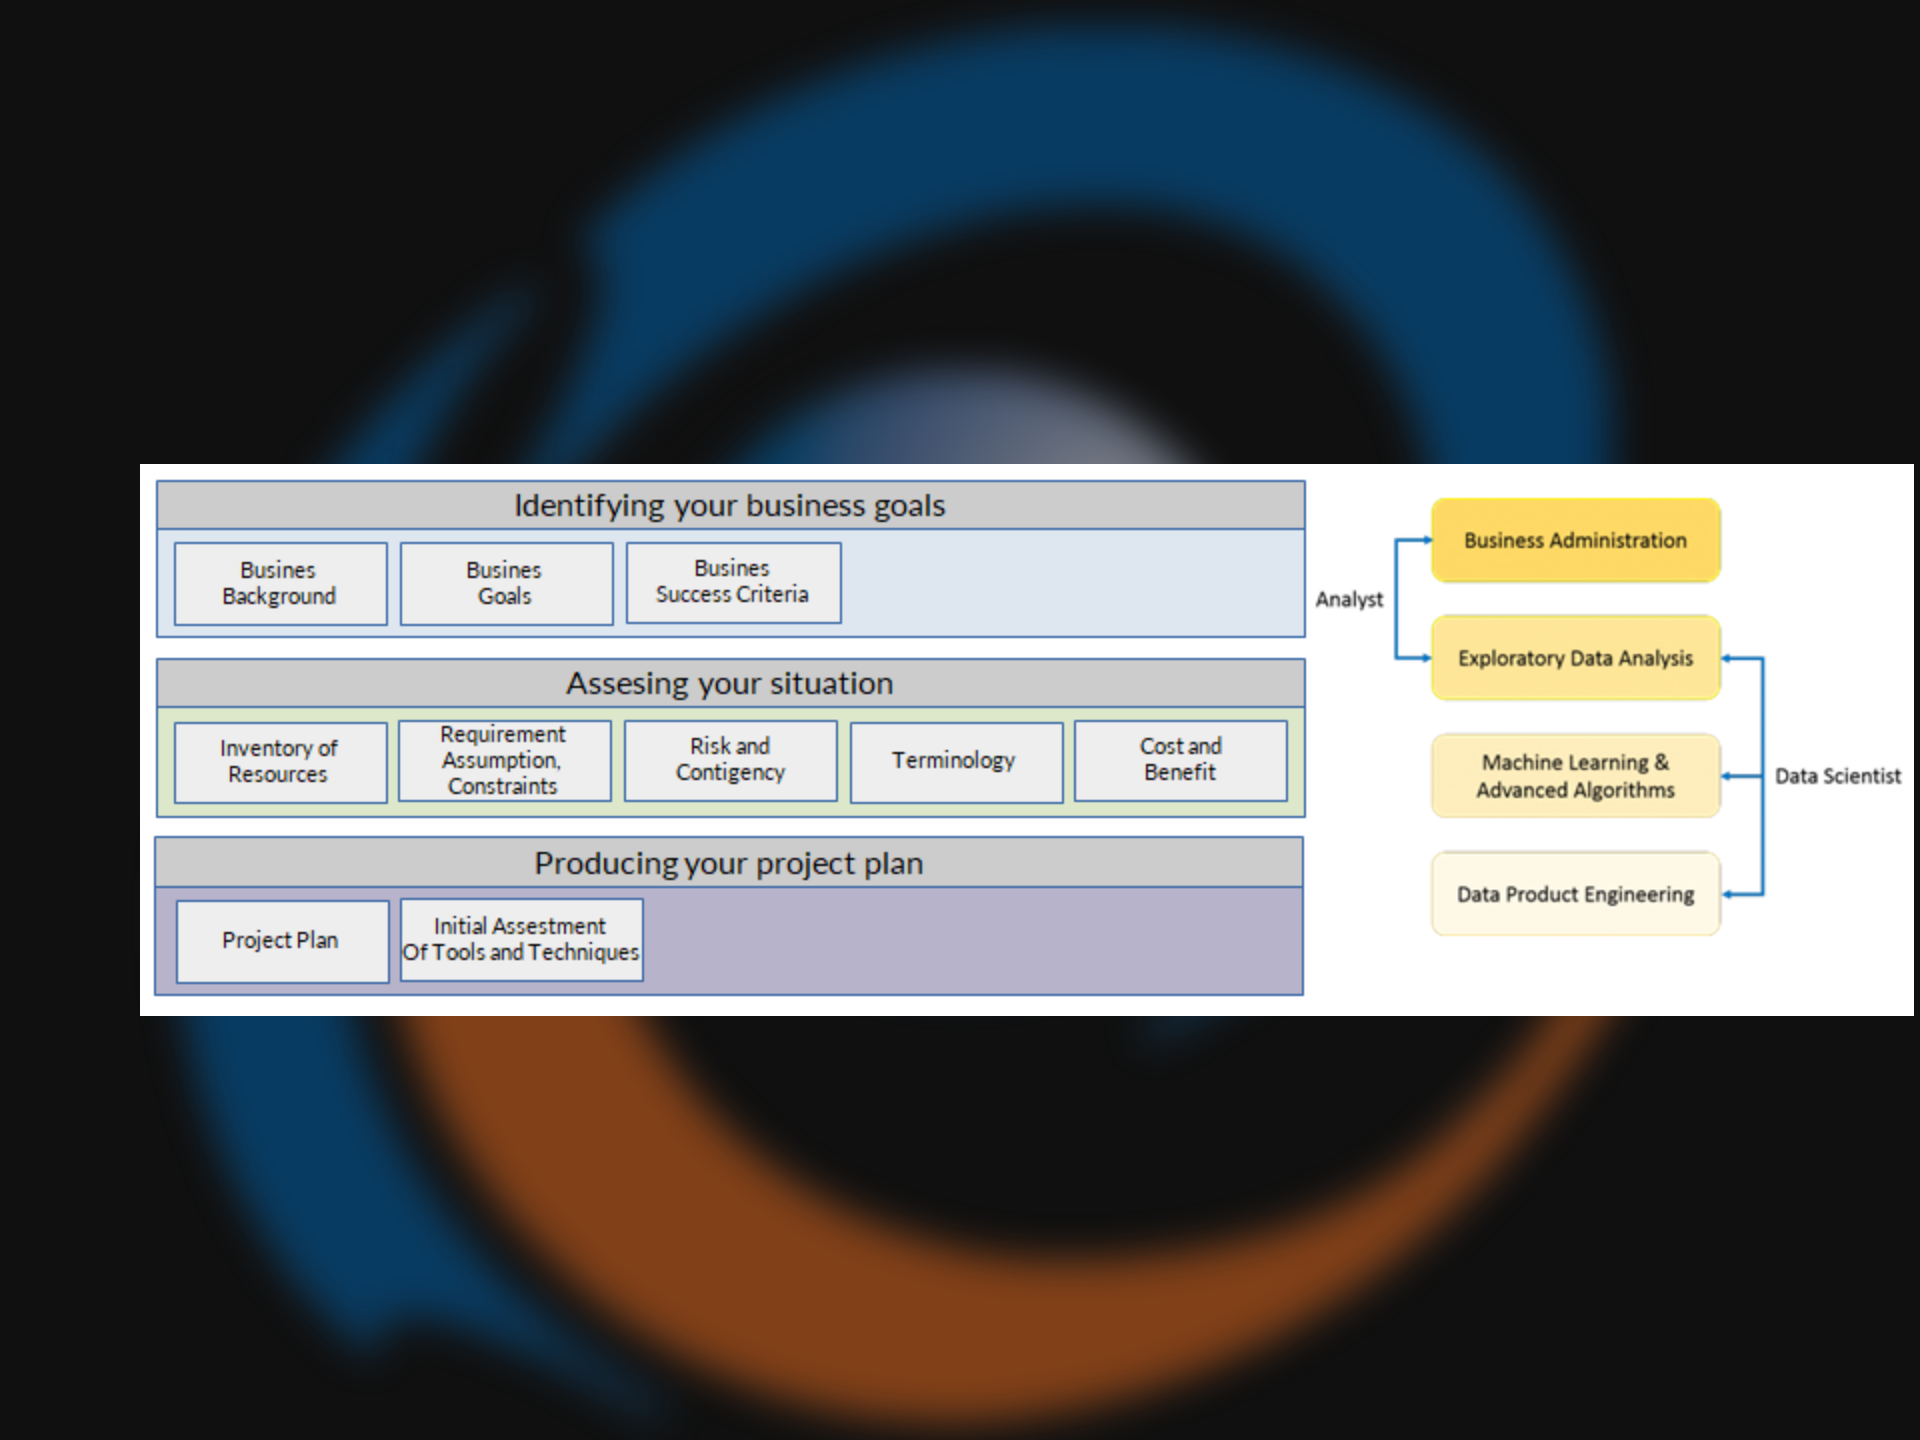 Identifying your business goals
Busines
Background
Busines
Goals
Busines
Success Criteria
Assesing your situation
Inventory of
Resources
Requirement
Assumption,
Constraints
Risk and
Contigency
Terminology
Cost and
Benefit
Producing your project plan
Project Plan
Initial Assestment
Of Tools and Techniques
Analyst
Business Administration
Exploratory Data Analysis
Machine Learning &
Advanced Algorithms
Data Product Engineering
Data Scientist